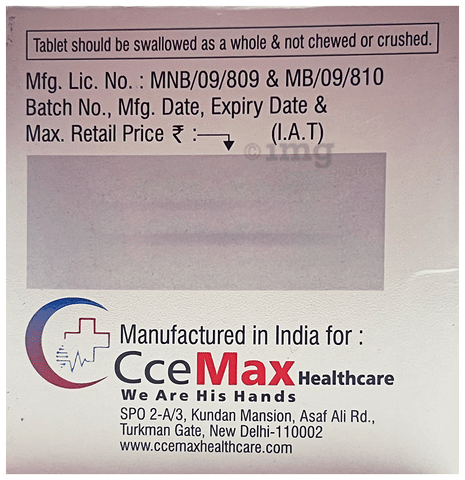 Tablet should be swallowed as a whole & not chewed or crushed.
Mfg. Lic. No. : MNB/09/809 & MB/09/810
Batch No., Mfg. Date, Expiry Date &
Max. Retail Price ₹ : (I.A.T)
©1mg
Manufactured in India for :
CceMax Healthcare
We Are His Hands
SPO 2-A/3, Kundan Mansion, Asaf Ali Rd.,
Turkman Gate, New Delhi-110002
www.ccemaxhealthcare.com